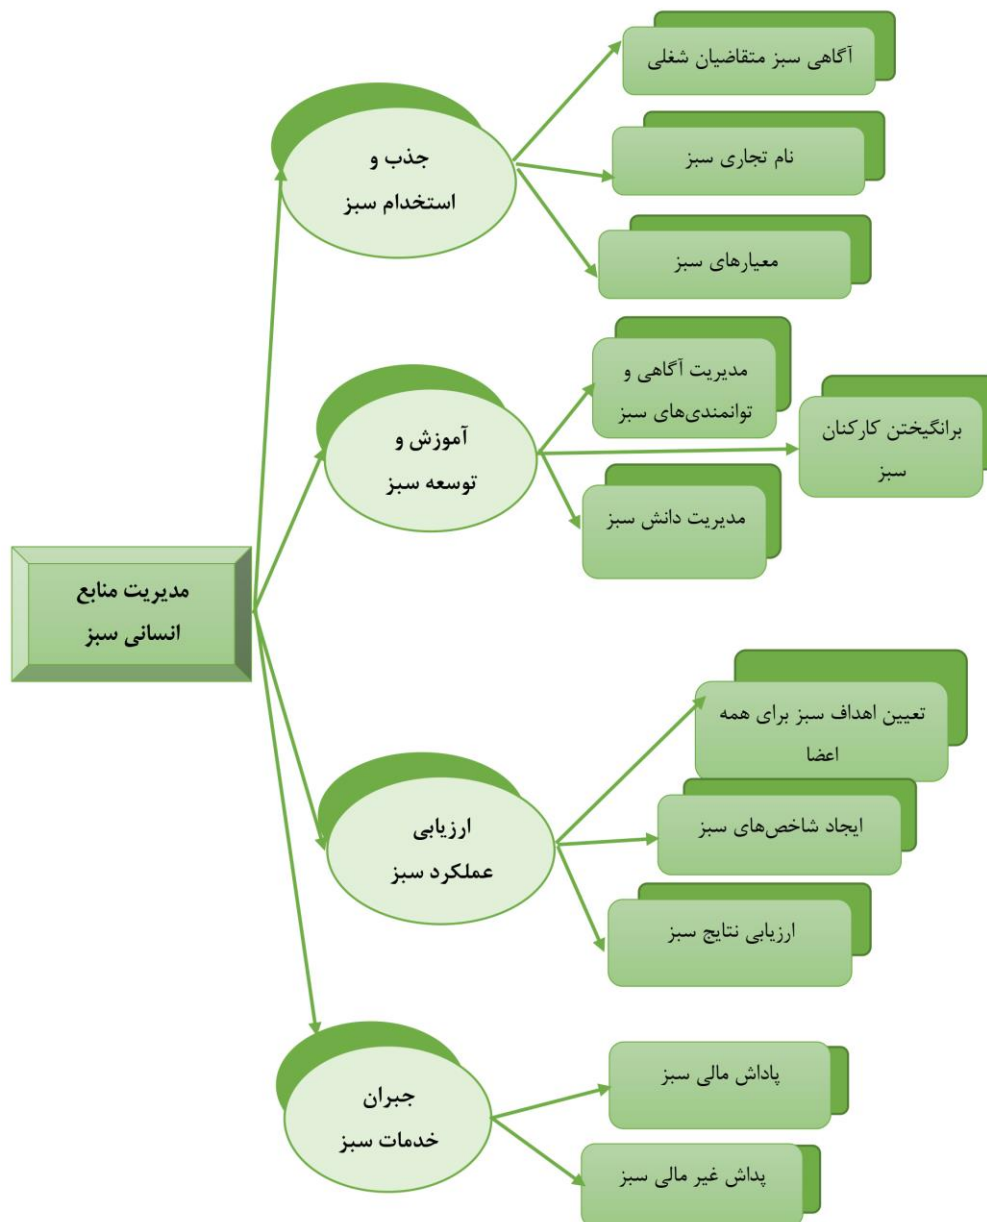 آگاهی سبز متقاضیان شغلی
جذب و
استخدام سبز
نام تجاری سبز
معیارهای سبز
مدیریت آگاهی و
توانمندی‌های سبز
برانگیختن کارکنان
سبز
آموزش و
توسعه سبز
مدیریت دانش سبز
مدیریت منابع
انسانی سبز
تعیین اهداف سبز برای همه
اعضا
ایجاد شاخص‌های سبز
ارزیابی
عملکرد سبز
ارزیابی نتایج سبز
پاداش مالی سبز
جبران
خدمات سبز
پداش غیر مالی سبز